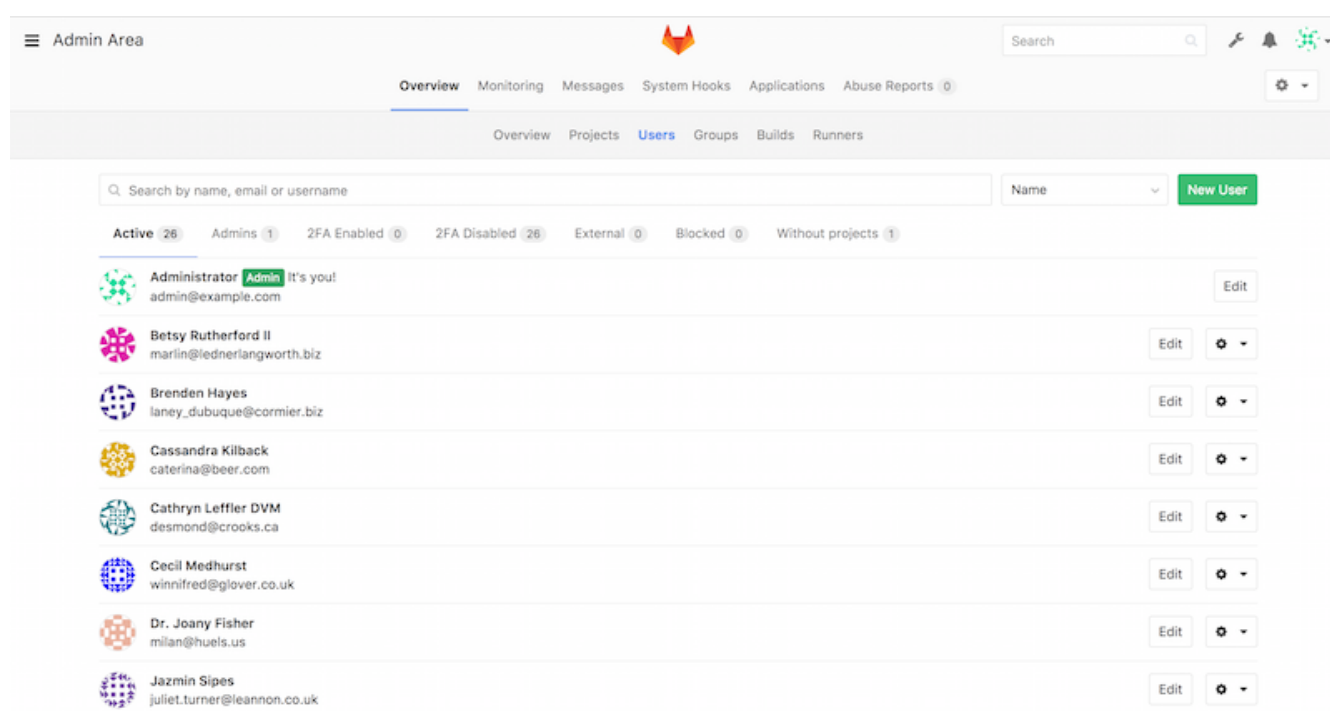 Admin Area
Search
Overview Monitoring Messages System Hooks Applications Abuse Reports 0
Overview Projects Users Groups Builds Runners
Search by name, email or username
Name
New User
Active 26 Admins 1 2FA Enabled 0 2FA Disabled 26 External 0 Blocked 0 Without projects 1
Administrator Admin It's you!
admin@example.com
Edit
Betsy Rutherford II
marlin@lednerlangworth.biz
Edit
Brenden Hayes
laney_dubuque@cormier.biz
Edit
Cassandra Kilback
caterina@beer.com
Edit
Cathryn Leffler DVM
desmond@crooks.ca
Edit
Cecil Medhurst
winnifred@glover.co.uk
Edit
Dr. Joany Fisher
milan@huels.us
Edit
Jazmin Sipes
juliet.turner@leannon.co.uk
Edit